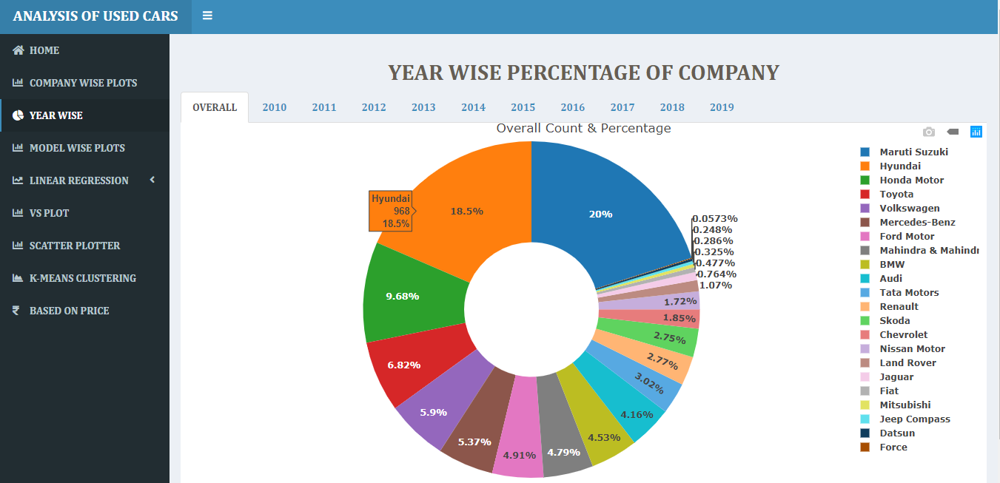 ANALYSIS OF USED CARS
HOME
COMPANY WISE PLOTS
YEAR WISE
MODEL WISE PLOTS
LINEAR REGRESSION
VS PLOT
SCATTER PLOTTER
K-MEANS CLUSTERING
BASED ON PRICE
YEAR WISE PERCENTAGE OF COMPANY
OVERALL 2010 2011 2012 2013 2014 2015 2016 2017 2018 2019
Overall Count & Percentage
Hyundai
968
18.5%
18.5%
20%
9.68%
6.82%
5.9%
5.37%
4.91%
4.79%
4.53%
4.16%
3.02%
2.77%
2.75%
1.85%
1.72%
1.07%
0.764%
0.477%
0.325%
0.286%
0.248%
0.0573%
Maruti Suzuki
Hyundai
Honda Motor
Toyota
Volkswagen
Mercedes-Benz
Ford Motor
Mahindra & Mahindr
BMW
Audi
Tata Motors
Renault
Skoda
Chevrolet
Nissan Motor
Land Rover
Jaguar
Fiat
Mitsubishi
Jeep Compass
Datsun
Force